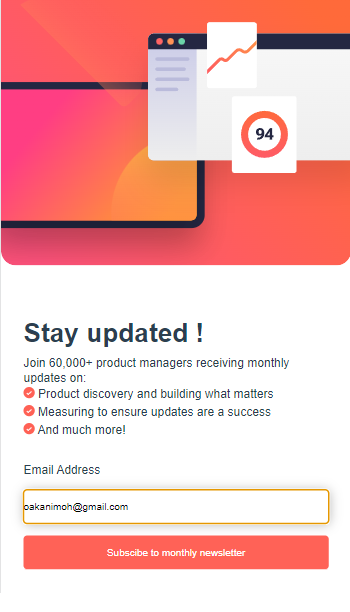 94
Stay updated !
Join 60,000+ product managers receiving monthly
updates on:
Product discovery and building what matters
Measuring to ensure updates are a success
And much more!
Email Address
oakanimoh@gmail.com
Subscibe to monthly newsletter